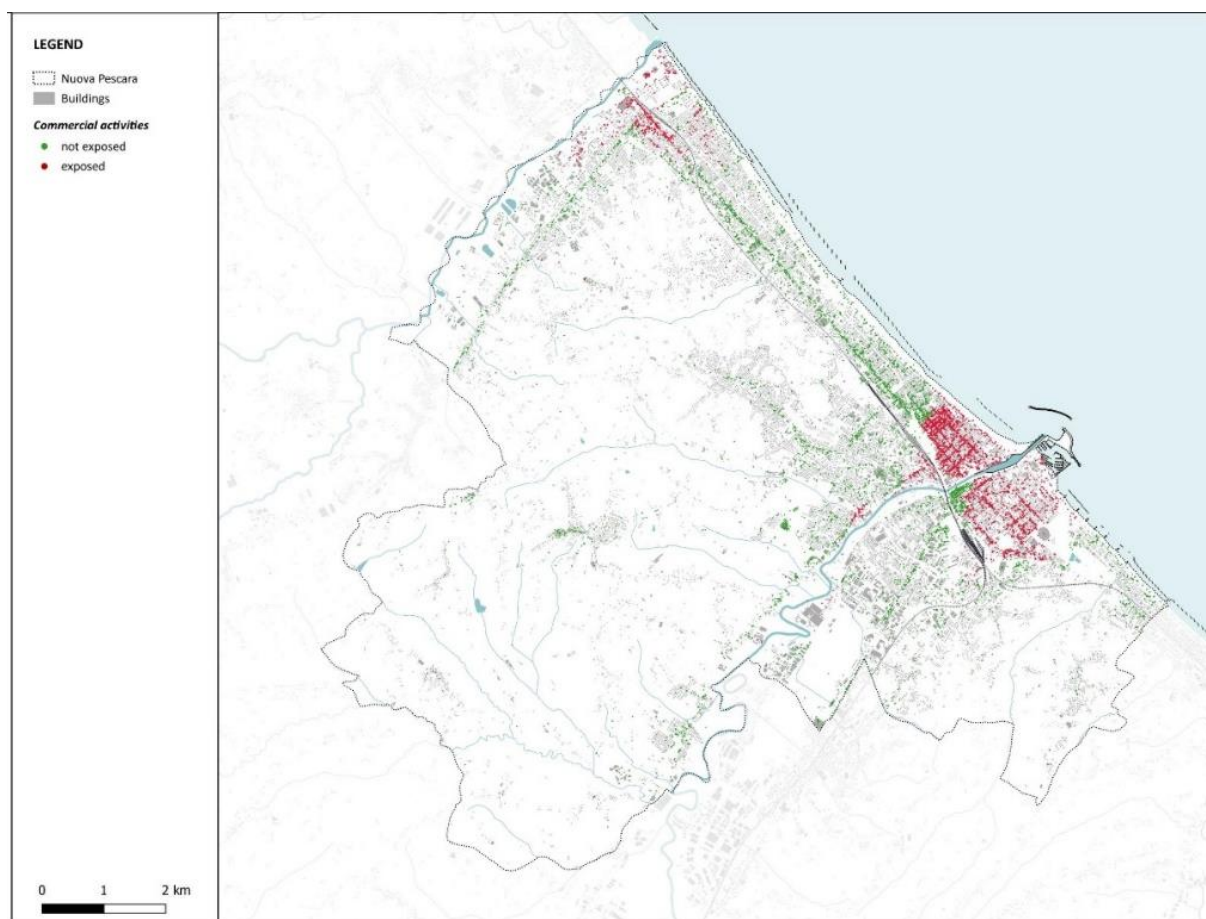 LEGEND
Nuova Pescara
Buildings
Commercial activities
not exposed
exposed
0 1 2 km